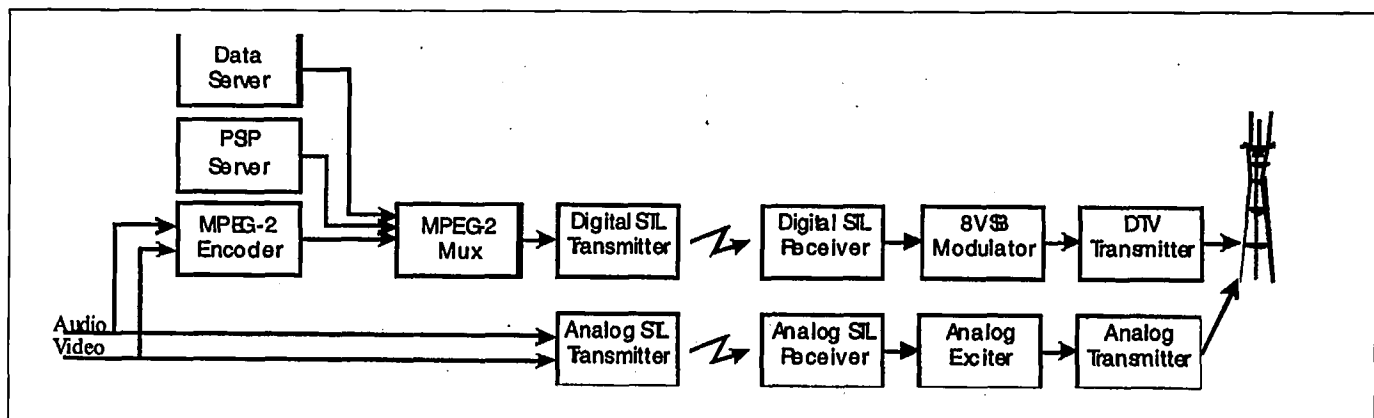 Data
Server
PSP
Server
MPEG-2
Encoder
MPEG-2
Mux
Digital STL
Transmitter
Digital STL
Receiver
8VSB
Modulator
DTV
Transmitter
Audio
Video
Analog STL
Transmitter
Analog STL
Receiver
Analog
Exciter
Analog
Transmitter